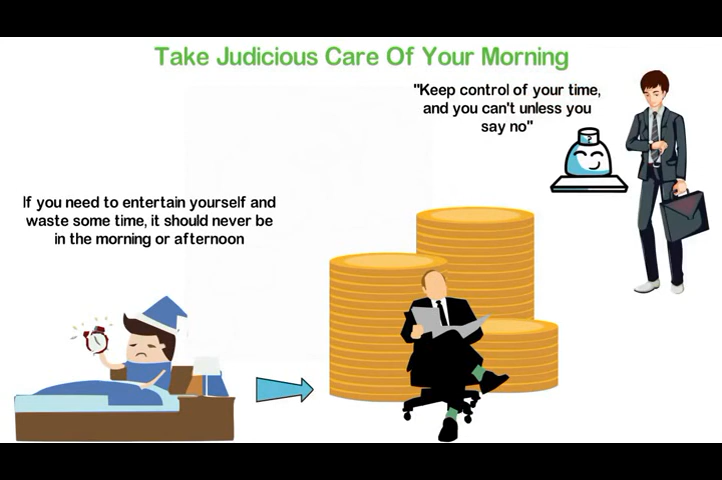 Take Judicious Care Of Your Morning
"Keep control of your time,
and you can't unless you
say no"
If you need to entertain yourself and
waste some time, it should never be
in the morning or afternoon